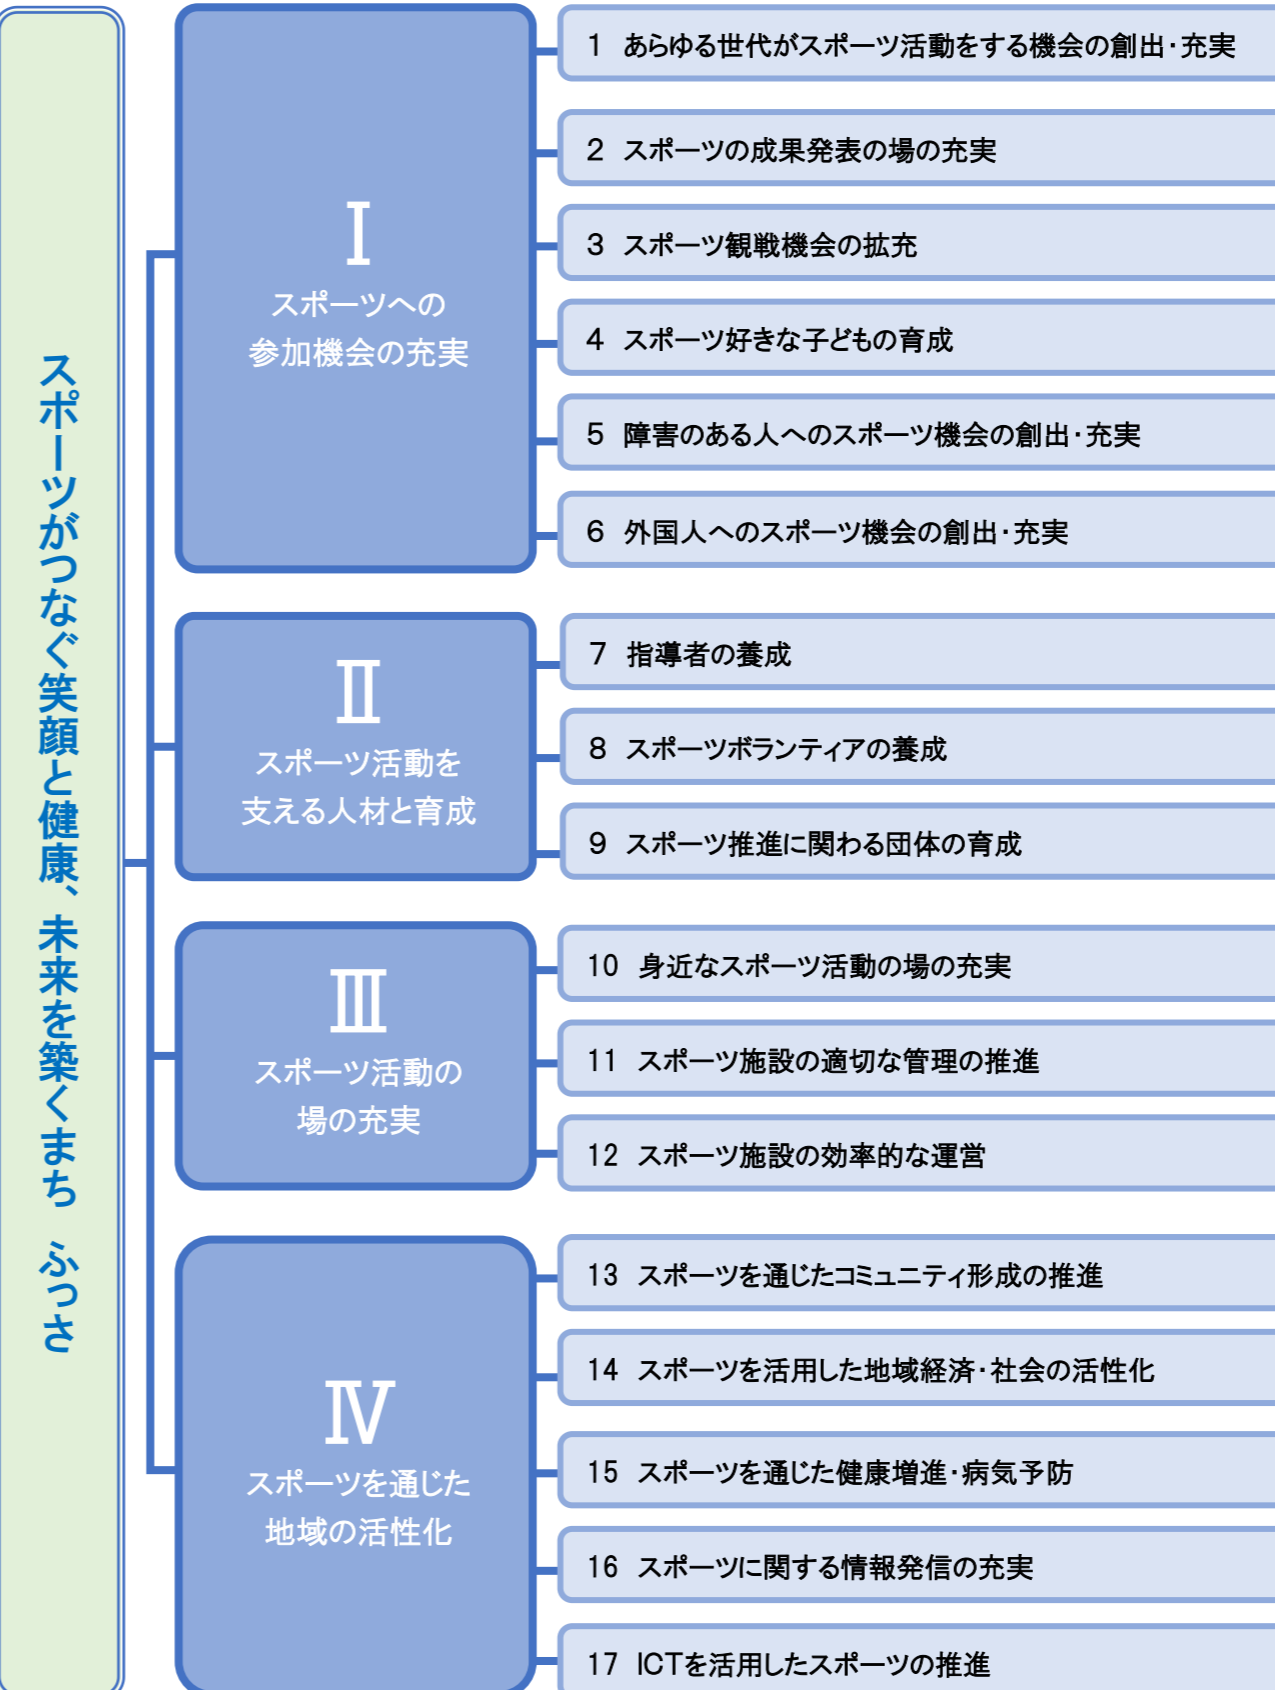 スポーツがつなぐ笑顔と健康、未来を築くまち　ふっさ
Ⅰ
スポーツへの
参加機会の充実
1 あらゆる世代がスポーツ活動をする機会の創出・充実
2 スポーツの成果発表の場の充実
3 スポーツ観戦機会の拡充
4 スポーツ好きな子どもの育成
5 障害のある人へのスポーツ機会の創出・充実
6 外国人へのスポーツ機会の創出・充実
Ⅱ
スポーツ活動を
支える人材と育成
7 指導者の養成
8 スポーツボランティアの養成
9 スポーツ推進に関わる団体の育成
Ⅲ
スポーツ活動の
場の充実
10 身近なスポーツ活動の場の充実
11 スポーツ施設の適切な管理の推進
12 スポーツ施設の効率的な運営
Ⅳ
スポーツを通じた
地域の活性化
13 スポーツを通じたコミュニティ形成の推進
14 スポーツを活用した地域経済・社会の活性化
15 スポーツを通じた健康増進・病気予防
16 スポーツに関する情報発信の充実
17 ICTを活用したスポーツの推進